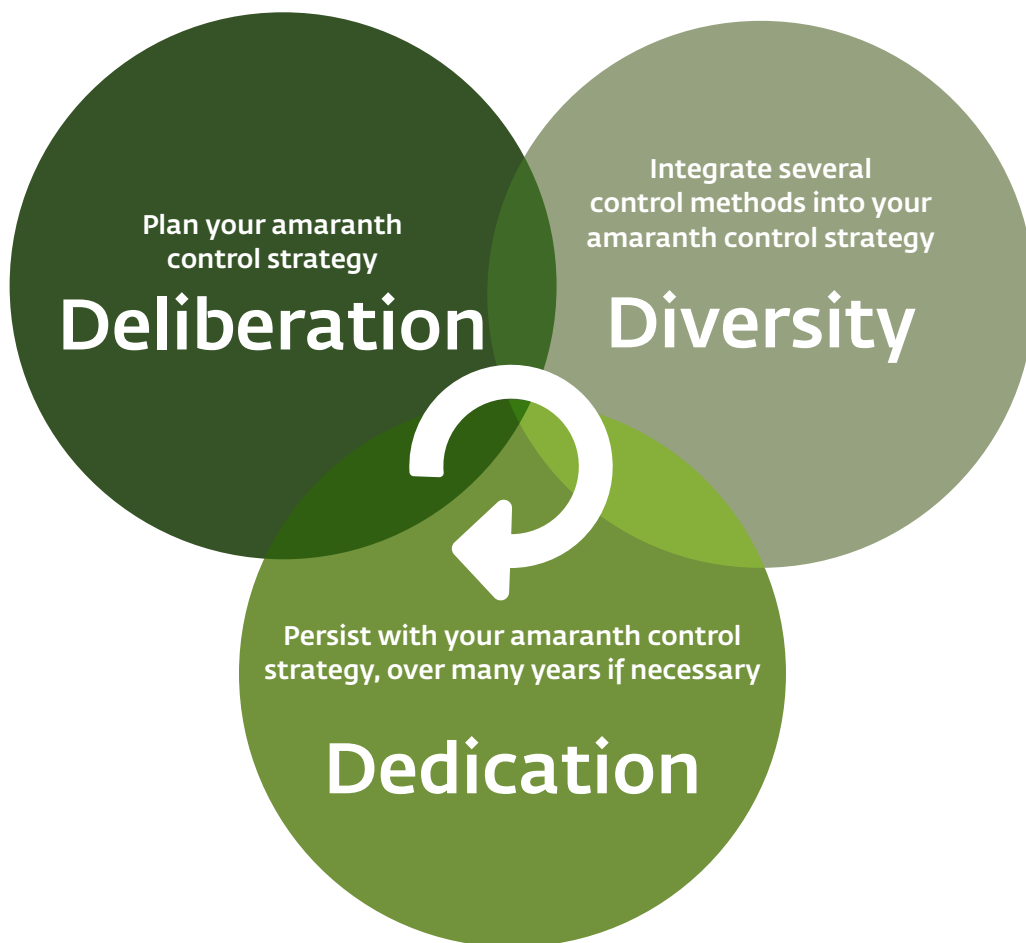 Plan your amaranth
control strategy
Deliberation
Integrate several
control methods into your
amaranth control strategy
Diversity
Persist with your amaranth control
strategy, over many years if necessary
Dedication